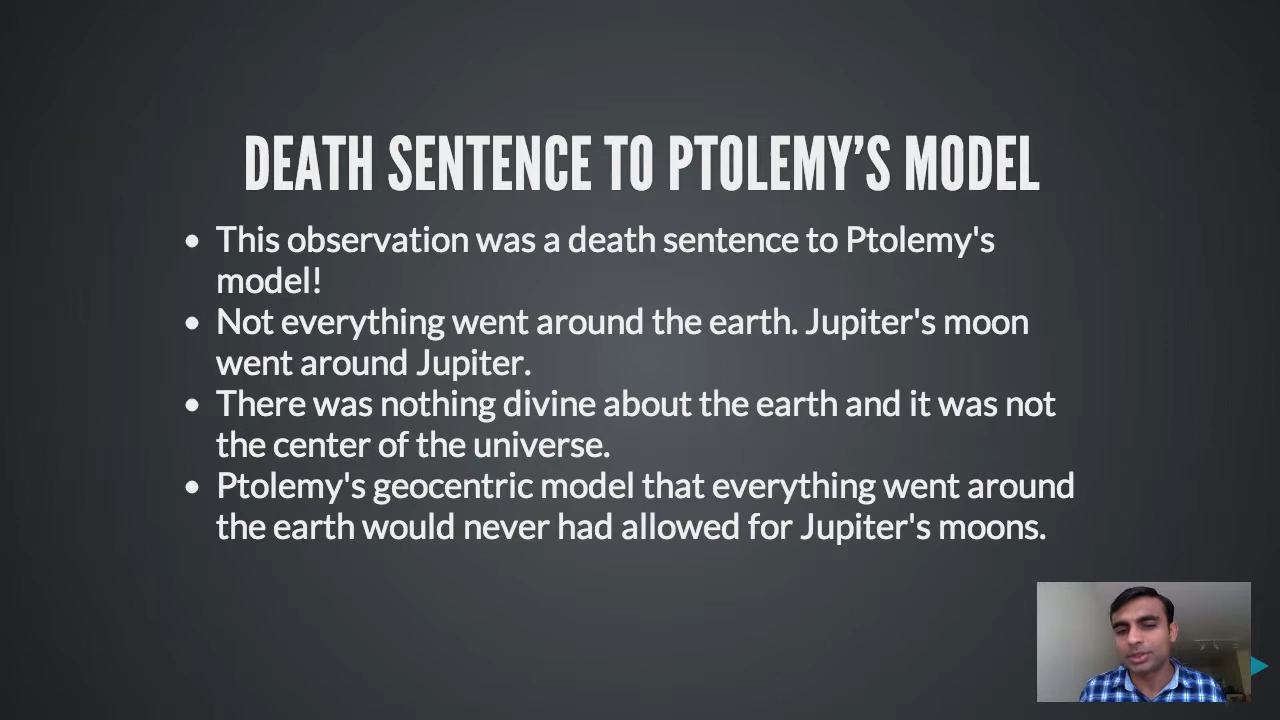 DEATH SENTENCE TO PTOLEMY’S MODEL
• This observation was a death sentence to Ptolemy's
model!
• Not everything went around the earth. Jupiter's moon
went around Jupiter.
• There was nothing divine about the earth and it was not
the center of the universe.
• Ptolemy's geocentric model that everything went around
the earth would never had allowed for Jupiter's moons.